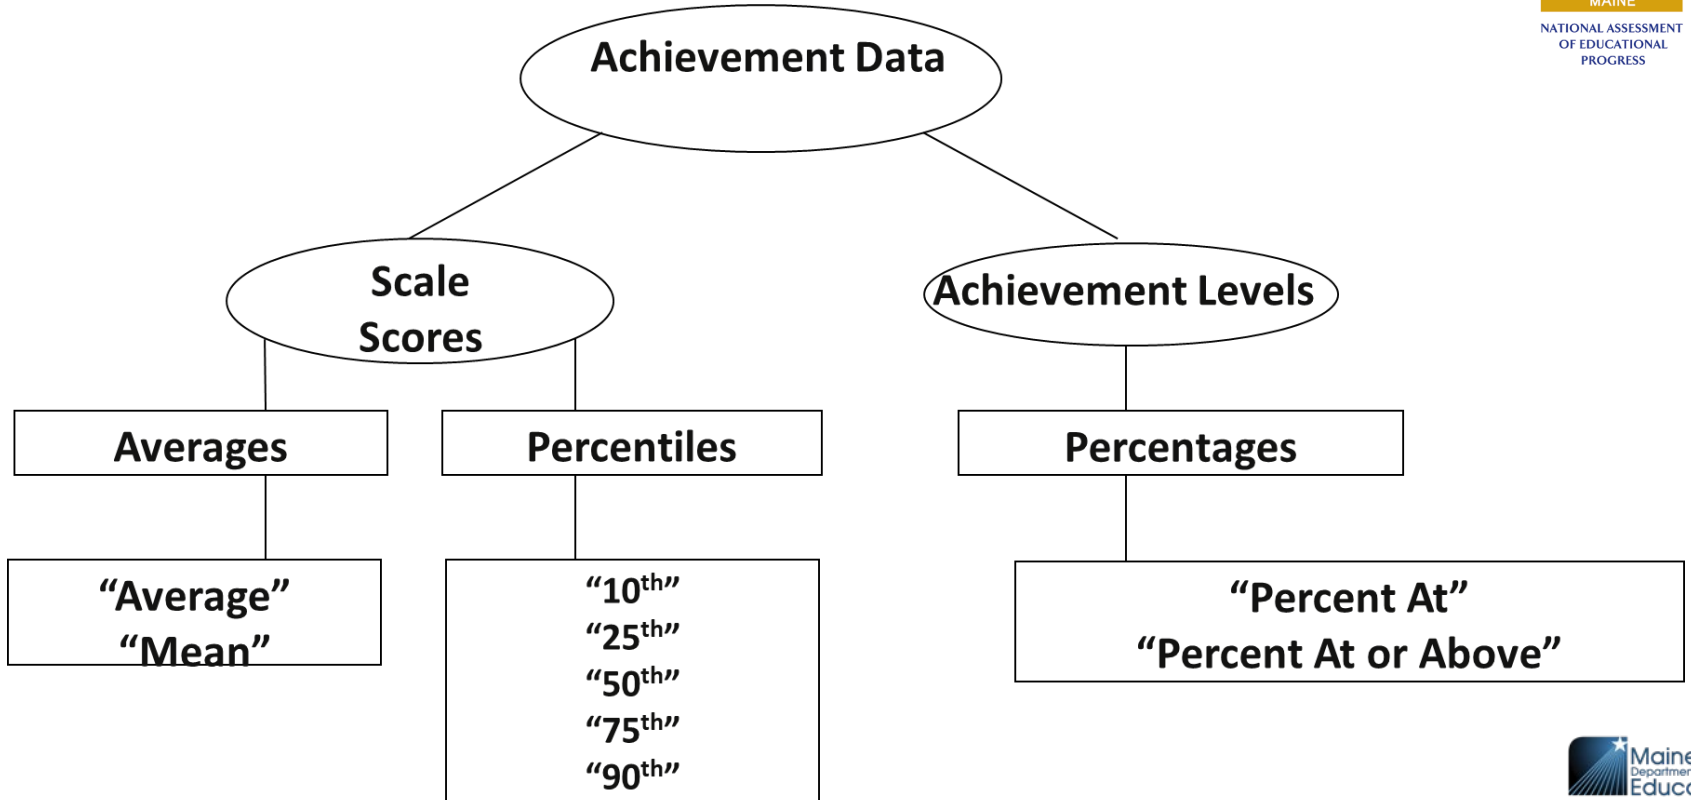 MAINE
NATIONAL ASSESSMENT
OF EDUCATIONAL
PROGRESS
Achievement Data
Scale
Scores
Achievement Levels
Averages
Percentiles
Percentages
“Average”
“Mean”
“10th”
“25th”
“50th”
“75th”
“90th”
“Percent At”
“Percent At or Above”
Maine